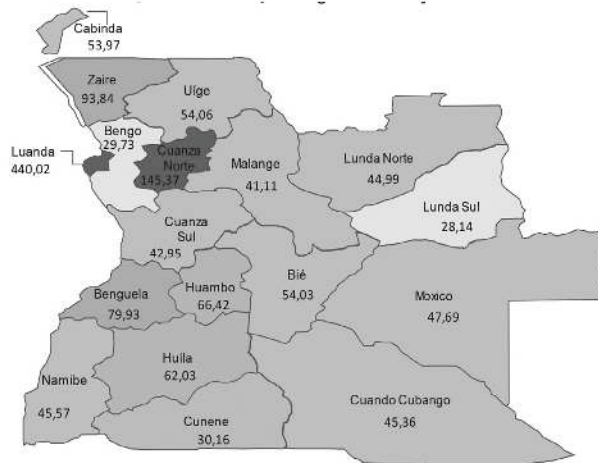 Cabinda
53,97
Zaire
93,84
Uíge
54,06
Bengo
29,73
Luanda
440,02
Cuanza
Norte
145,37
Malange
41,11
Lunda Norte
44,99
Lunda Sul
28,14
Cuanza
Sul
42,95
Benguela
79,93
Huambo
66,42
Bié
54,03
Moxico
47,69
Namibe
45,57
Huíla
62,03
Cunene
30,16
Cuando Cubango
45,36